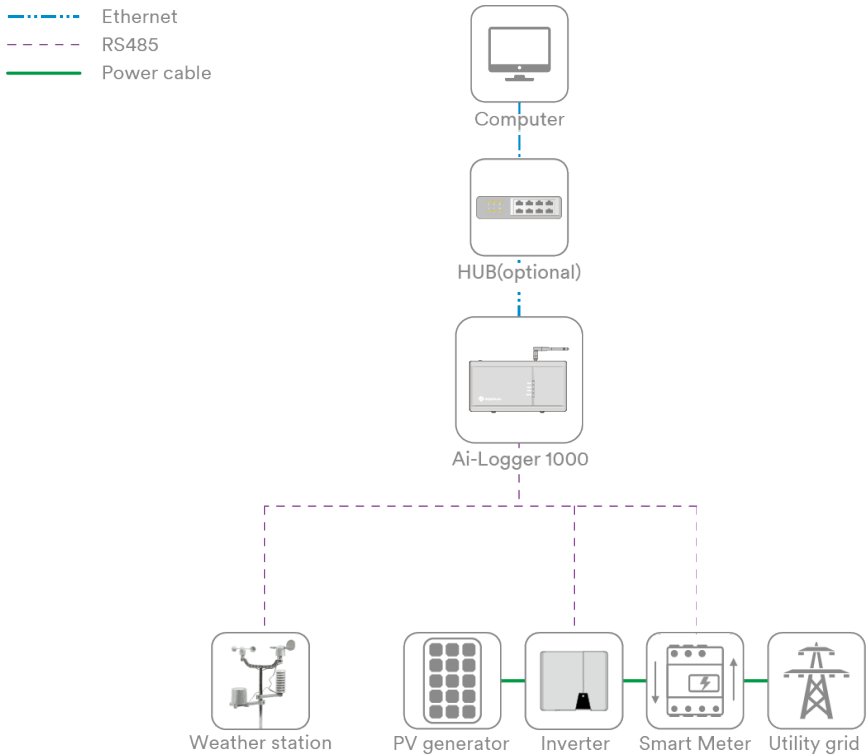 Ethernet
RS485
Power cable
Computer
HUB(optional)
Ai-Logger 1000
Weather station
PV generator
Inverter
Smart Meter
Utility grid